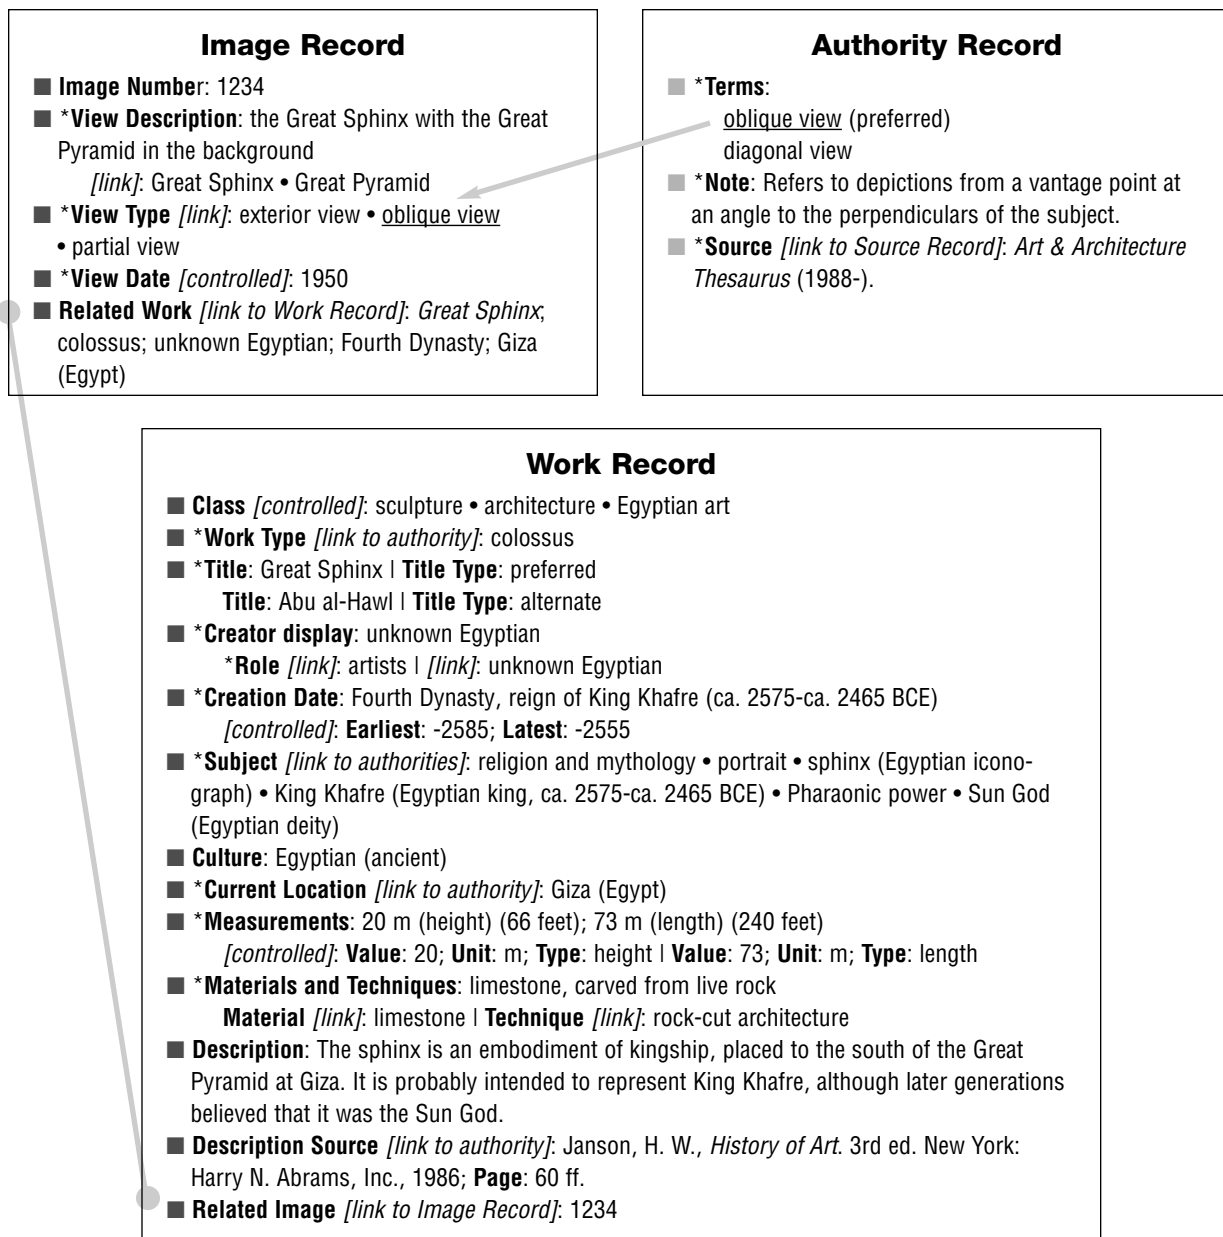 Image Record
■ Image Number: 1234
■ *View Description: the Great Sphinx with the Great
Pyramid in the background
[link]: Great Sphinx • Great Pyramid
■ *View Type [link]: exterior view • oblique view
• partial view
■ *View Date [controlled]: 1950
■ Related Work [link to Work Record]: Great Sphinx;
colossus; unknown Egyptian; Fourth Dynasty; Giza
(Egypt)
Authority Record
■ *Terms:
oblique view (preferred)
diagonal view
■ *Note: Refers to depictions from a vantage point at
an angle to the perpendiculars of the subject.
■ *Source [link to Source Record]: Art & Architecture
Thesaurus (1988-).
Work Record
■ Class [controlled]: sculpture • architecture • Egyptian art
■ *Work Type [link to authority]: colossus
■ *Title: Great Sphinx | Title Type: preferred
Title: Abu al-Hawl | Title Type: alternate
■ *Creator display: unknown Egyptian
*Role [link]: artists | [link]: unknown Egyptian
■ *Creation Date: Fourth Dynasty, reign of King Khafre (ca. 2575-ca. 2465 BCE)
[controlled]: Earliest: -2585; Latest: -2555
■ *Subject [link to authorities]: religion and mythology • portrait • sphinx (Egyptian icono-
graph) • King Khafre (Egyptian king, ca. 2575-ca. 2465 BCE) • Pharaonic power • Sun God
(Egyptian deity)
■ Culture: Egyptian (ancient)
■ *Current Location [link to authority]: Giza (Egypt)
■ *Measurements: 20 m (height) (66 feet); 73 m (length) (240 feet)
[controlled]: Value: 20; Unit: m; Type: height | Value: 73; Unit: m; Type: length
■ *Materials and Techniques: limestone, carved from live rock
Material [link]: limestone | Technique [link]: rock-cut architecture
■ Description: The sphinx is an embodiment of kingship, placed to the south of the Great
Pyramid at Giza. It is probably intended to represent King Khafre, although later generations
believed that it was the Sun God.
■ Description Source [link to authority]: Janson, H. W., History of Art. 3rd ed. New York:
Harry N. Abrams, Inc., 1986; Page: 60 ff.
■ Related Image [link to Image Record]: 1234